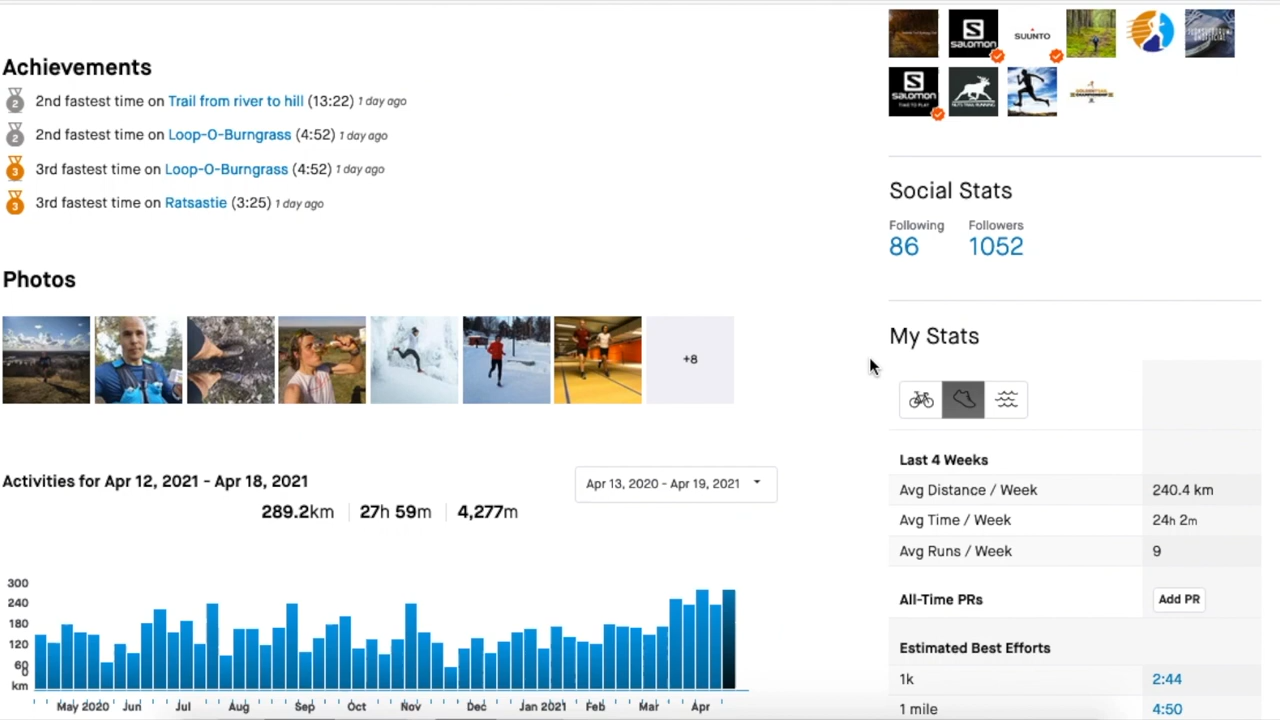 Achievements
2nd fastest time on Trail from river to hill (13:22) 1 day ago
2nd fastest time on Loop-O-Burngrass (4:52) 1 day ago
3rd fastest time on Loop-O-Burngrass (4:52) 1 day ago
3rd fastest time on Ratsastie (3:25) 1 day ago
Photos
+8
Activities for Apr 12, 2021 - Apr 18, 2021
Apr 13, 2020 - Apr 19, 2021
289.2km 27h 59m 4,277m
300
240
180
120
60
0
km
May 2020 Jun Jul Aug Sep Oct Nov Dec Jan 2021 Feb Mar Apr
SALOMON
SUUNTO
SALOMON
TIME TO PLAY
Social Stats
Following Followers
86 1052
My Stats
Last 4 Weeks
Avg Distance / Week 240.4 km
Avg Time / Week 24h 2m
Avg Runs / Week 9
All-Time PRs Add PR
Estimated Best Efforts
1k 2:44
1 mile 4:50